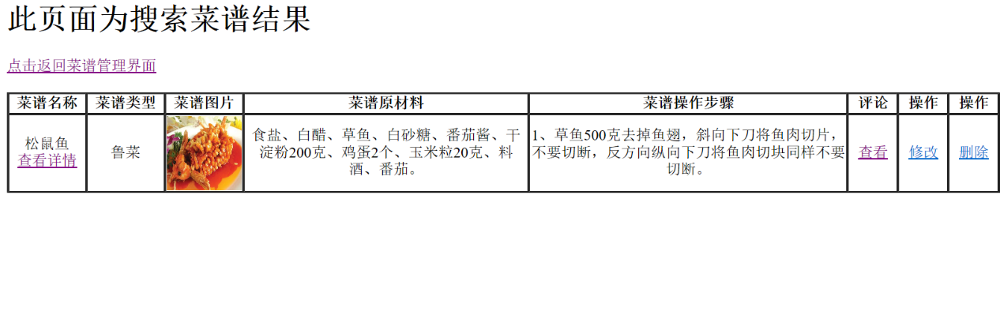 此页面为搜索菜谱结果
点击返回菜谱管理界面
菜谱名称 菜谱类型 菜谱图片 菜谱原材料 菜谱操作步骤 评论 操作 操作
松鼠鱼
查看详情
鲁菜
食盐、白醋、草鱼、白砂糖、番茄酱、干
淀粉200克、鸡蛋2个、玉米粒20克、料
酒、番茄。
1、草鱼500克去掉鱼翅，斜向下刀将鱼肉切片，
不要切断，反方向纵向下刀将鱼肉切块同样不要
切断。
查看
修改
删除